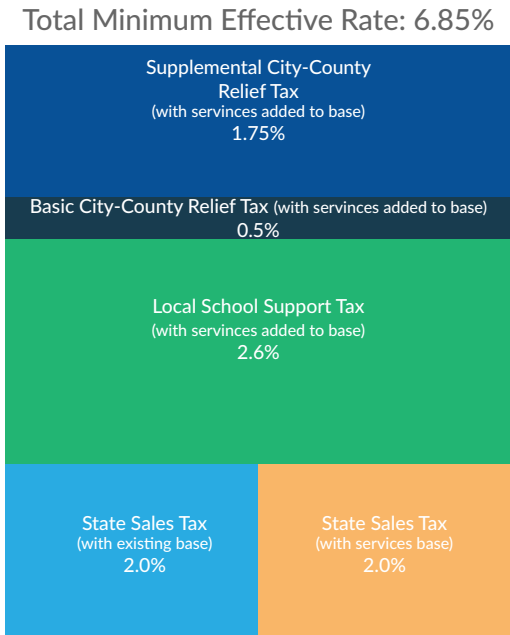 Total Minimum Effective Rate: 6.85%
Supplemental City-County
Relief Tax
(with servinces added to base)
1.75%
Basic City-County Relief Tax (with servinces added to base)
0.5%
Local School Support Tax
(with servinces added to base)
2.6%
State Sales Tax
(with existing base)
2.0%
State Sales Tax
(with services base)
2.0%